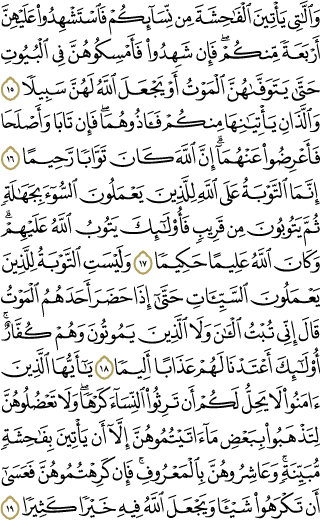 وَٱلَّٰتِى يَأْتِينَ ٱلْفَٰحِشَةَ مِن نِّسَآئِكُمْ فَٱسْتَشْهِدُوا۟ عَلَيْهِنَّ
أَرْبَعَةً مِّنكُمْ ۖ فَإِن شَهِدُوا۟ فَأَمْسِكُوهُنَّ فِى ٱلْبُيُوتِ
حَتَّىٰ يَتَوَفَّىٰهُنَّ ٱلْمَوْتُ أَوْ يَجْعَلَ ٱللَّهُ لَهُنَّ سَبِيلًا ١٥
وَٱلَّذَانِ يَأْتِيَٰنِهَا مِنكُمْ فَـَٔاذُوهُمَا ۖ فَإِن تَابَا وَأَصْلَحَا
فَأَعْرِضُوا۟ عَنْهُمَآ ۗ إِنَّ ٱللَّهَ كَانَ تَوَّابًا رَّحِيمًا ١٦
إِنَّمَا ٱلتَّوْبَةُ عَلَى ٱللَّهِ لِلَّذِينَ يَعْمَلُونَ ٱلسُّوٓءَ بِجَهَٰلَةٍ
ثُمَّ يَتُوبُونَ مِن قَرِيبٍ فَأُو۟لَٰٓئِكَ يَتُوبُ ٱللَّهُ عَلَيْهِمْ ۗ
وَكَانَ ٱللَّهُ عَلِيمًا حَكِيمًا ١٧ وَلَيْسَتِ ٱلتَّوْبَةُ لِلَّذِينَ
يَعْمَلُونَ ٱلسَّيِّـَٔاتِ حَتَّىٰٓ إِذَا حَضَرَ أَحَدَهُمُ ٱلْمَوْتُ
قَالَ إِنِّى تُبْتُ ٱلْـَٰٔنَ وَلَا ٱلَّذِينَ يَمُوتُونَ وَهُمْ كُفَّارٌ ۚ
أُو۟لَٰٓئِكَ أَعْتَدْنَا لَهُمْ عَذَابًا أَلِيمًا ١٨ يَٰٓأَيُّهَا ٱلَّذِينَ
ءَامَنُوا۟ لَا يَحِلُّ لَكُمْ أَن تَرِثُوا۟ ٱلنِّسَآءَ كَرْهًا ۖ وَلَا تَعْضُلُوهُنَّ
لِتَذْهَبُوا۟ بِبَعْضِ مَآ ءَاتَيْتُمُوهُنَّ إِلَّآ أَن يَأْتِينَ بِفَٰحِشَةٍ
مُّبَيِّنَةٍ ۚ وَعَاشِرُوهُنَّ بِٱلْمَعْرُوفِ ۚ فَإِن كَرِهْتُمُوهُنَّ فَعَسَىٰٓ
أَن تَكْرَهُوا۟ شَيْـًٔا وَيَجْعَلَ ٱللَّهُ فِيهِ خَيْرًا كَثِيرًا ١٩